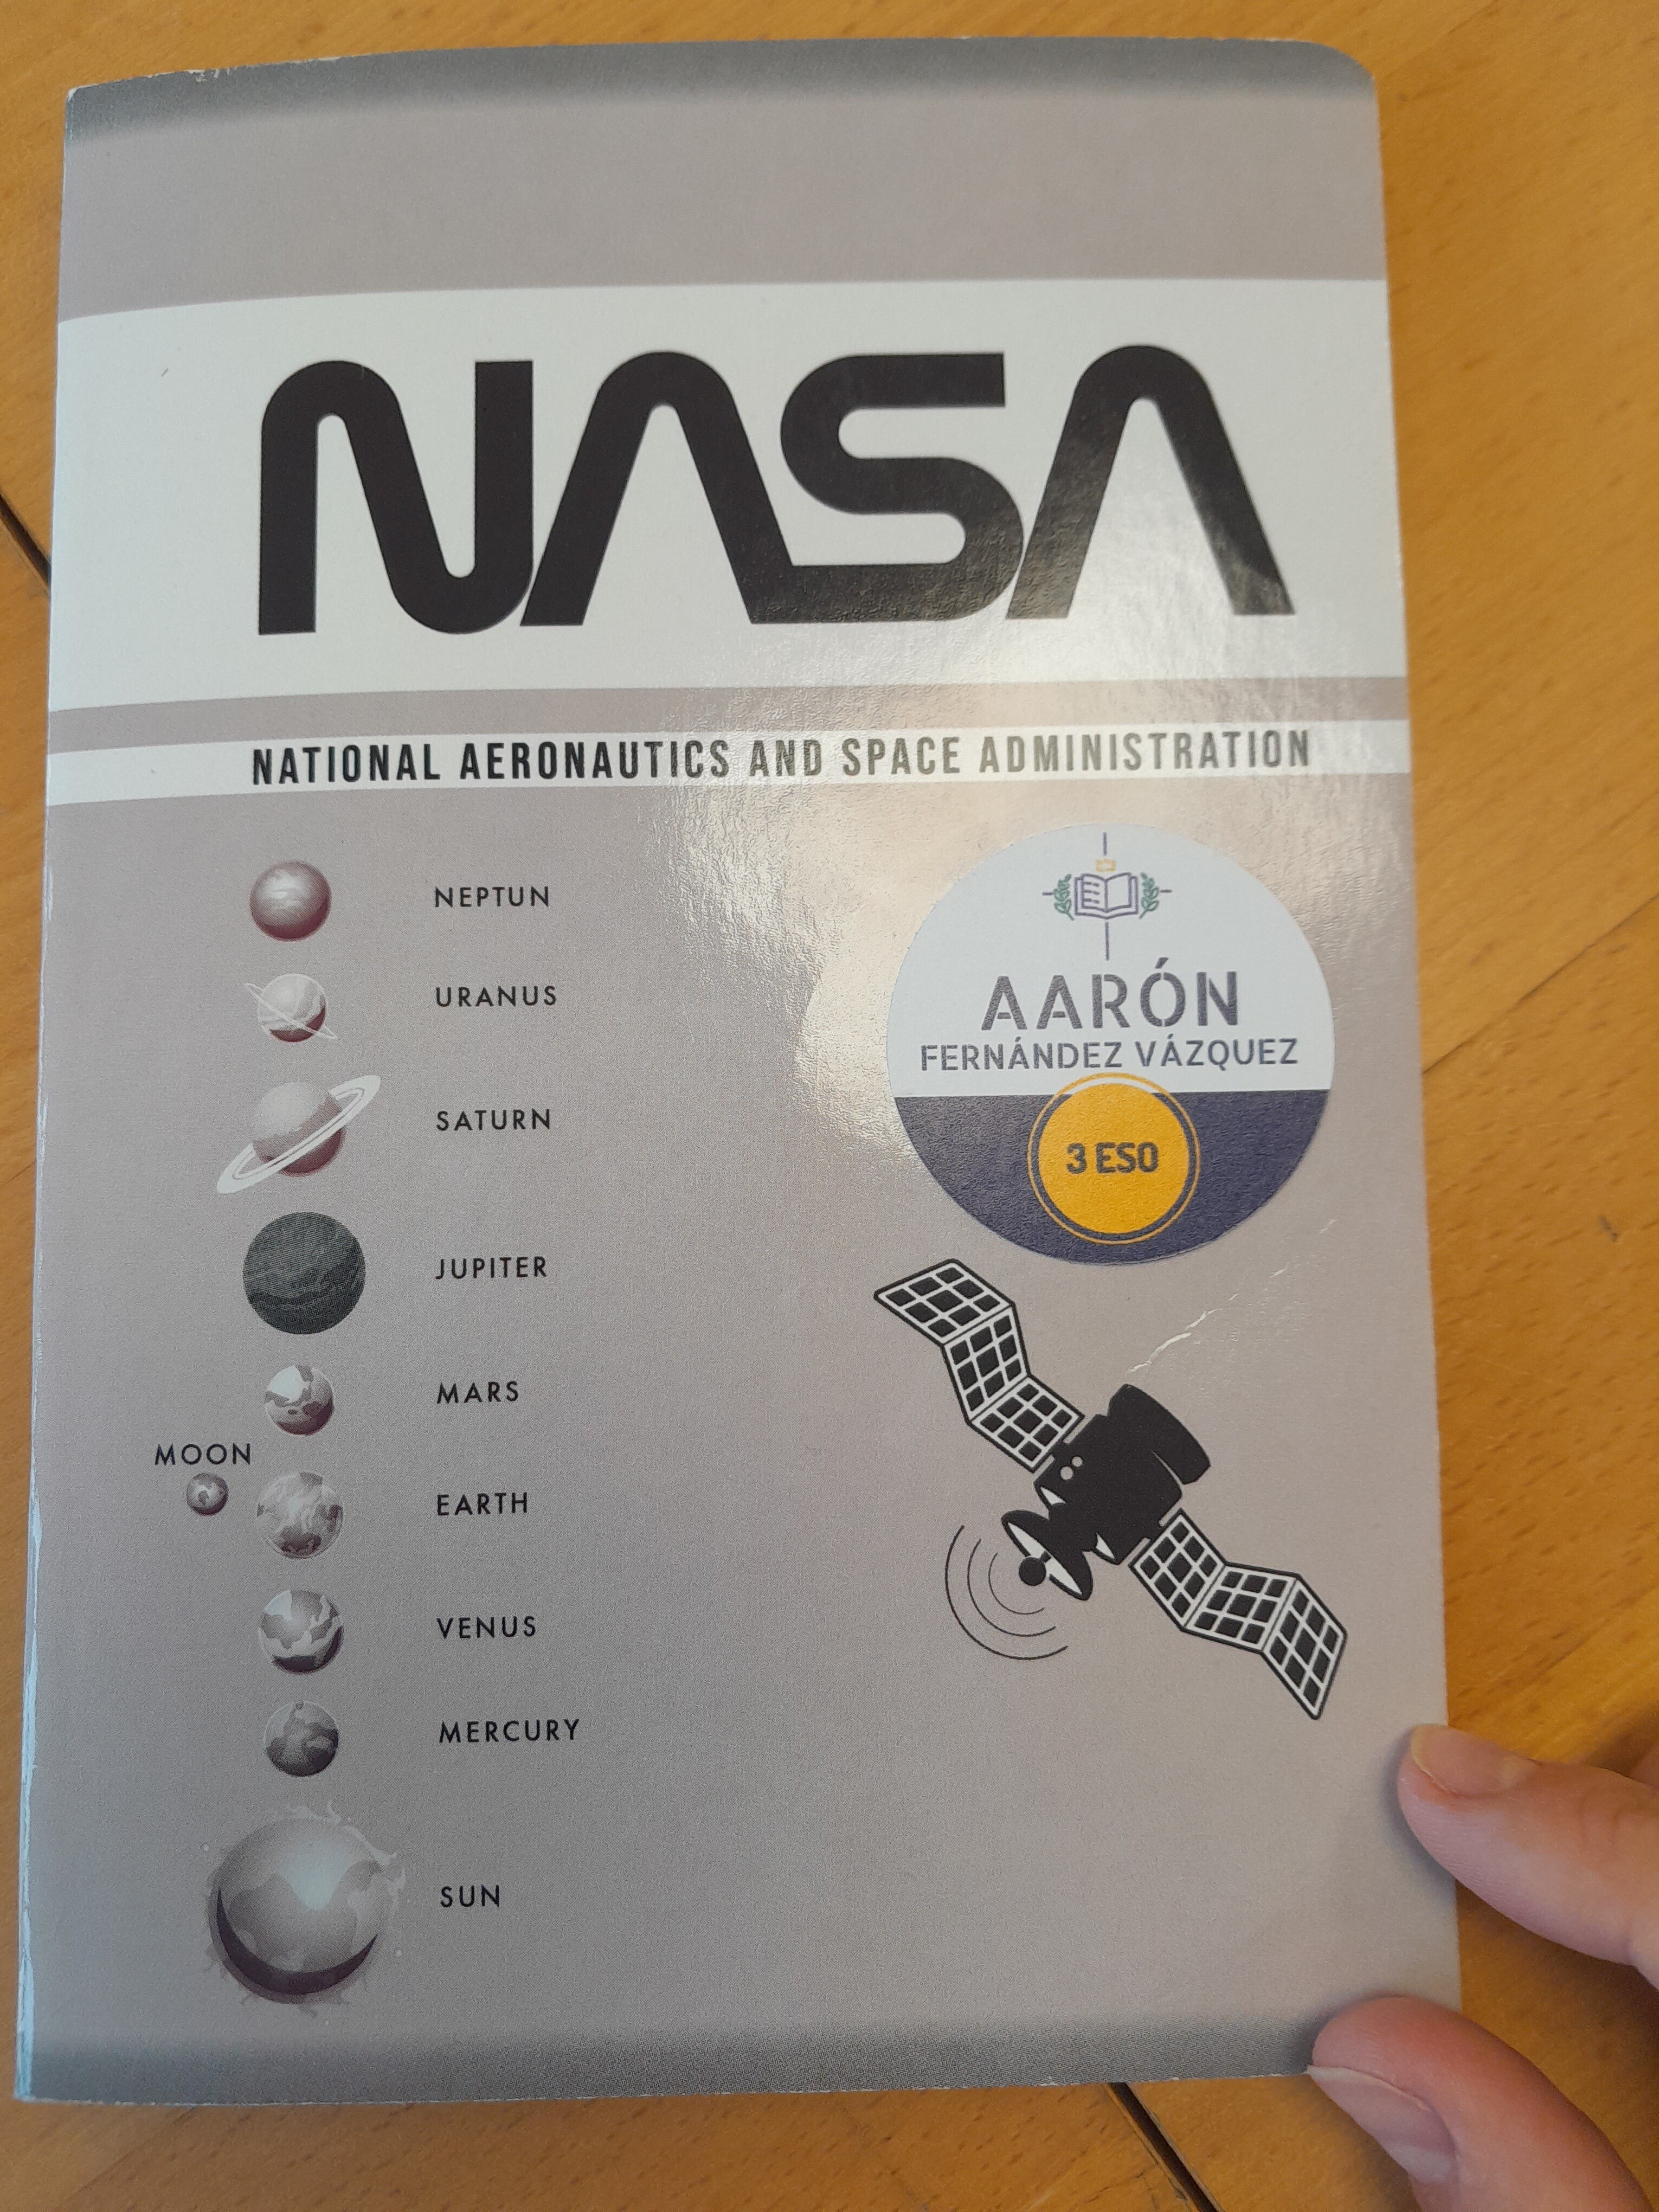 NASA
NATIONAL AERONAUTICS AND SPACE ADMINISTRATION
NEPTUN
URANUS
SATURN
JUPITER
MARS
MOON
EARTH
VENUS
MERCURY
SUN
AARÓN
FERNÁNDEZ VÁZQUEZ
3 ESO